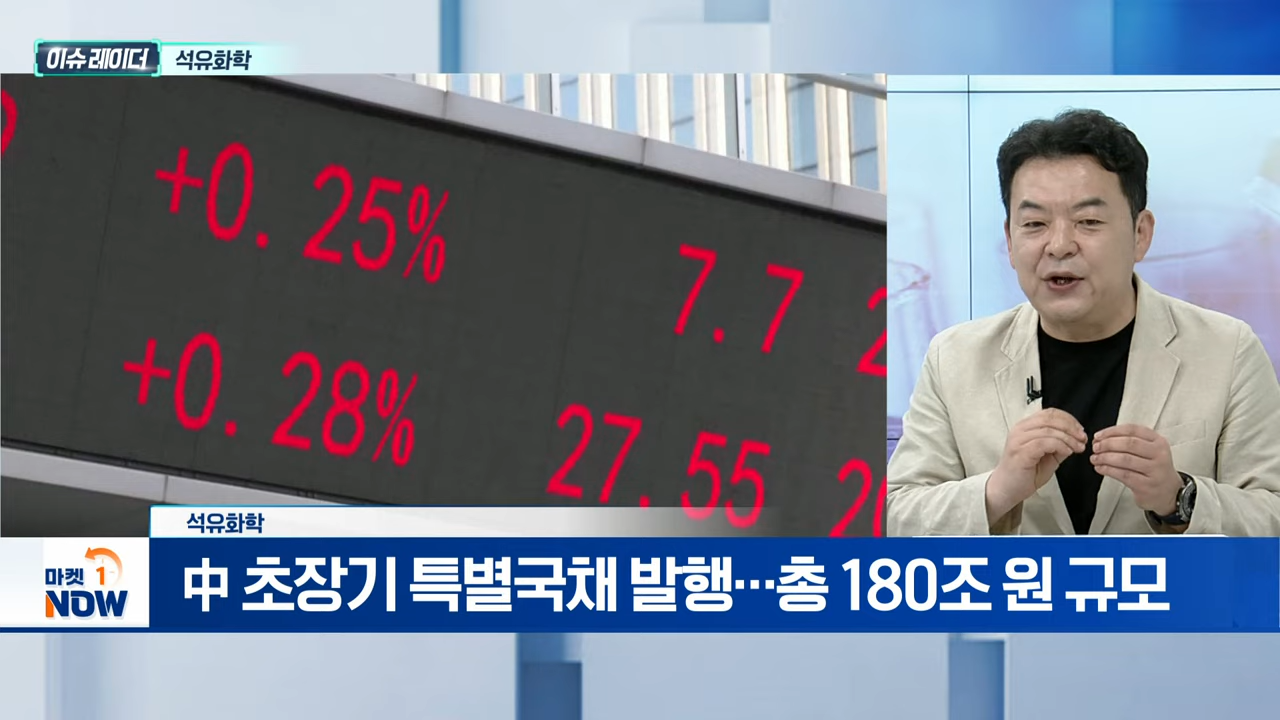 이슈 레이더 석유화학
+0.25%
7.7
+0.28%
27.55
석유화학
마켓 1
NOW
中 초장기 특별국채 발행…총 180조 원 규모